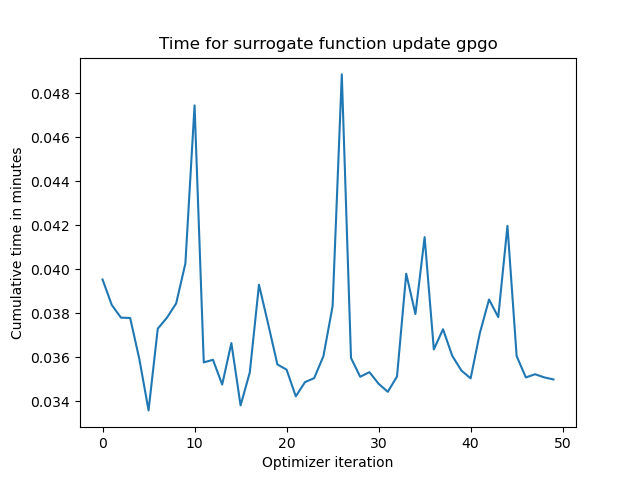 Time for surrogate function update gpgo
Cumulative time in minutes
0.048
0.046
0.044
0.042
0.040
0.038
0.036
0.034
0 10 20 30 40 50
Optimizer iteration